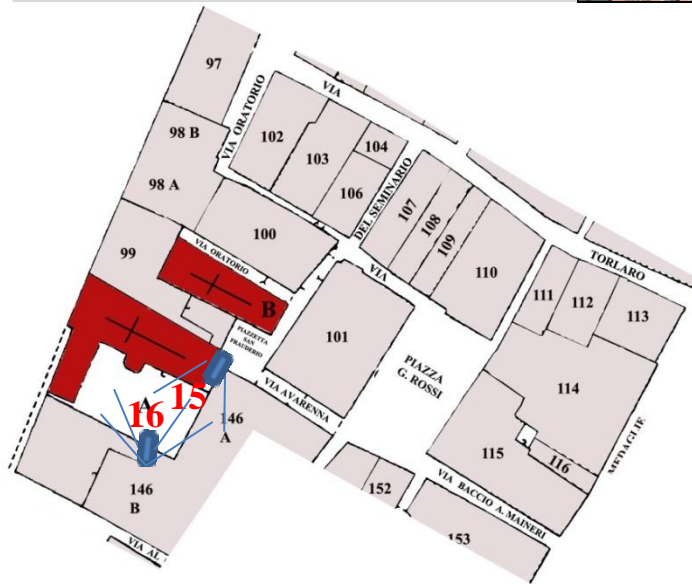 97
98 B
98 A
99
VIA ORATORIO
102
103
104
106
VIA
DEL SEMINARIO
100
VIA ORATORIO
B
107
108
109
110
VIA
TORLARO
111
112
113
114
115
116
MEDAGLIE
101
PIAZZETTA
SAN
FRAUDERIO
PIAZZA
G. ROSSI
VIA AVARENNA
A
16
15
146
A
146
B
152
153
VIA BACCIO A. MAINERI
VIA AL